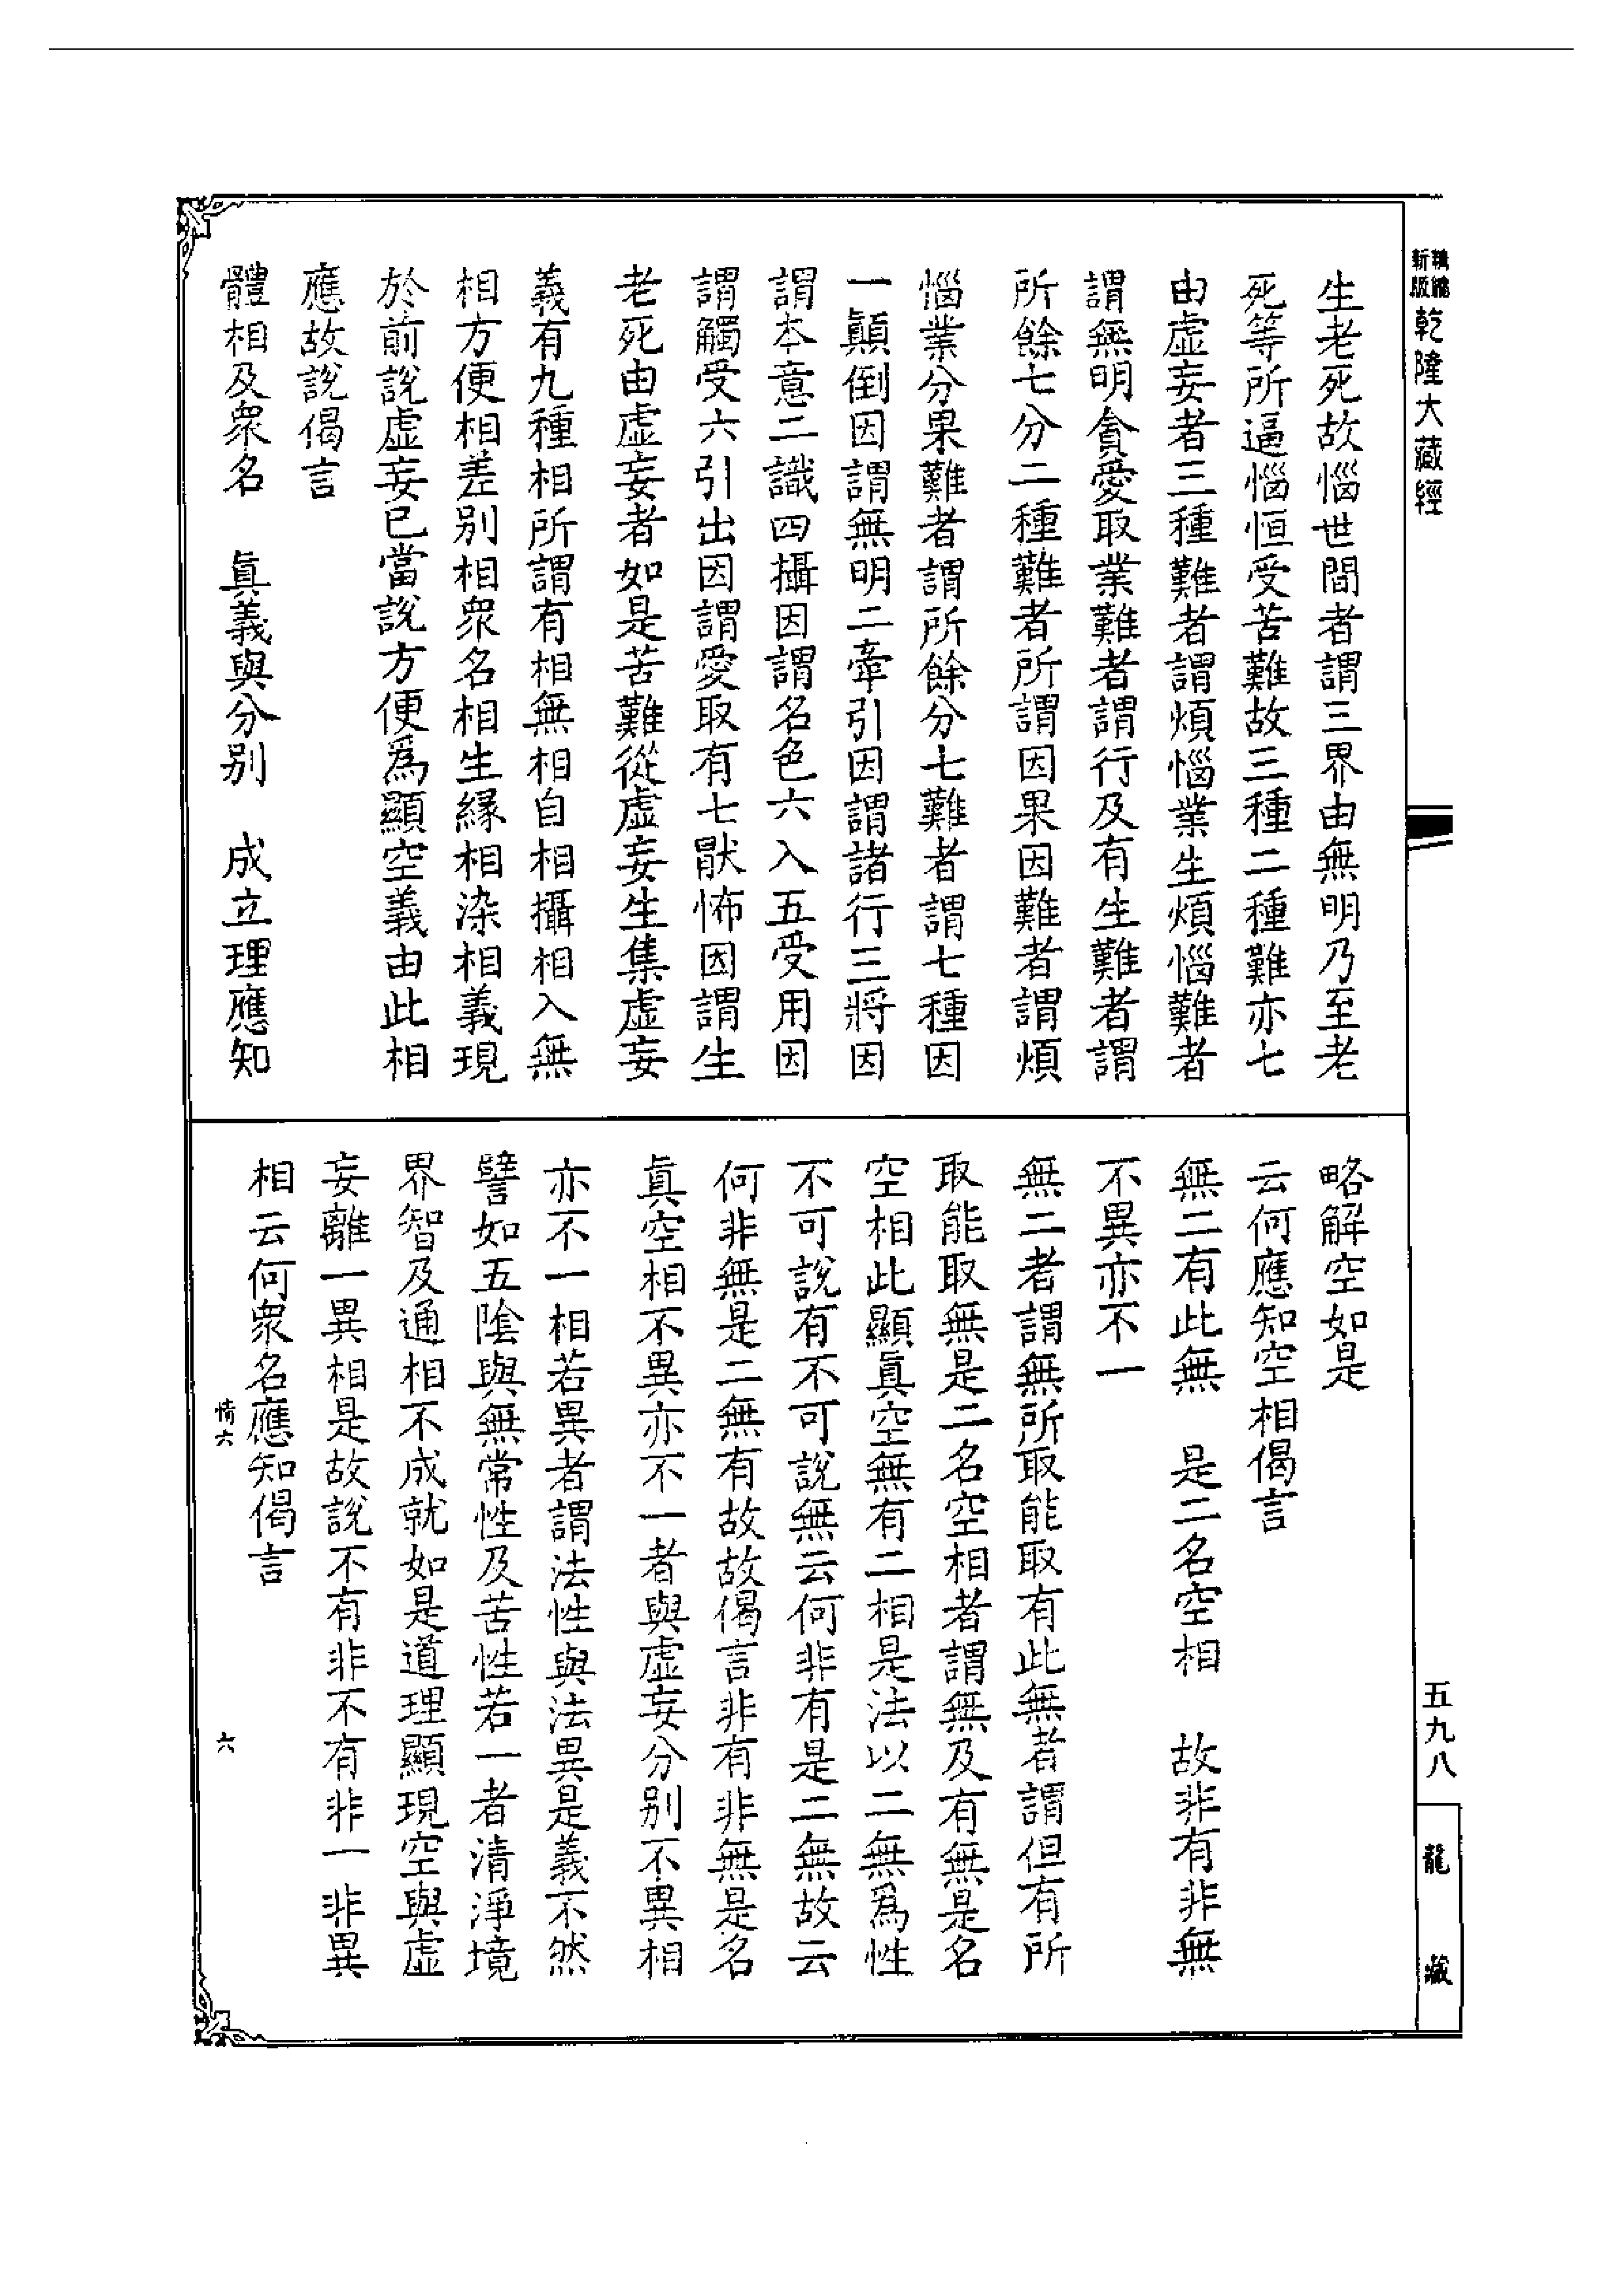 新版
精縮
乾隆大藏經
生老死故惱世間者謂三界由無明乃至老
死等所逼惱恒受苦難故三種二種難亦七
由虛妄者三種難者謂煩惱業生煩惱難者
謂無明貪愛取業難者謂行及有生難者謂
所餘七分二種難者所謂因果因難者謂煩
惱業分果難者謂所餘分七難者謂七種因
一顛倒因謂無明二牽引因謂諸行三將因
謂本意二識四攝因謂名色六入五受用因
謂觸受六引出因謂愛取有七猒怖因謂生
老死由虛妄者如是苦難從虛妄生集虛妄
義有九種相所謂有相無相自相攝相入無
相方便相差別相衆名相生緣相染相義現
於前說虛妄已當說方便爲顯空義由此相
應故說偈言
體相及衆名　眞義與分別　成立理應知
略解空如是
云何應知空相偈言
無二有此無　是二名空相　故非有非無
不異亦不一
無二者謂無所取能取有此無者謂但有所
取能取無是二名空相者謂無及有無是名
空相此顯眞空無有二相是法以二無爲性
不可說有不可說無云何非有是二無故云
何非無是二無有故故偈言非有非無是名
眞空相不異亦不一者與虛妄分別不異相
亦不一相若異者謂法性與法異是義不然
譬如五陰與無常性及苦性若一者清淨境
界智及通相不成就如是道理顯現空與虛
妄離一異相是故說不有非不有非一非異
相云何衆名應知偈言
情六
六
五九八
龍藏